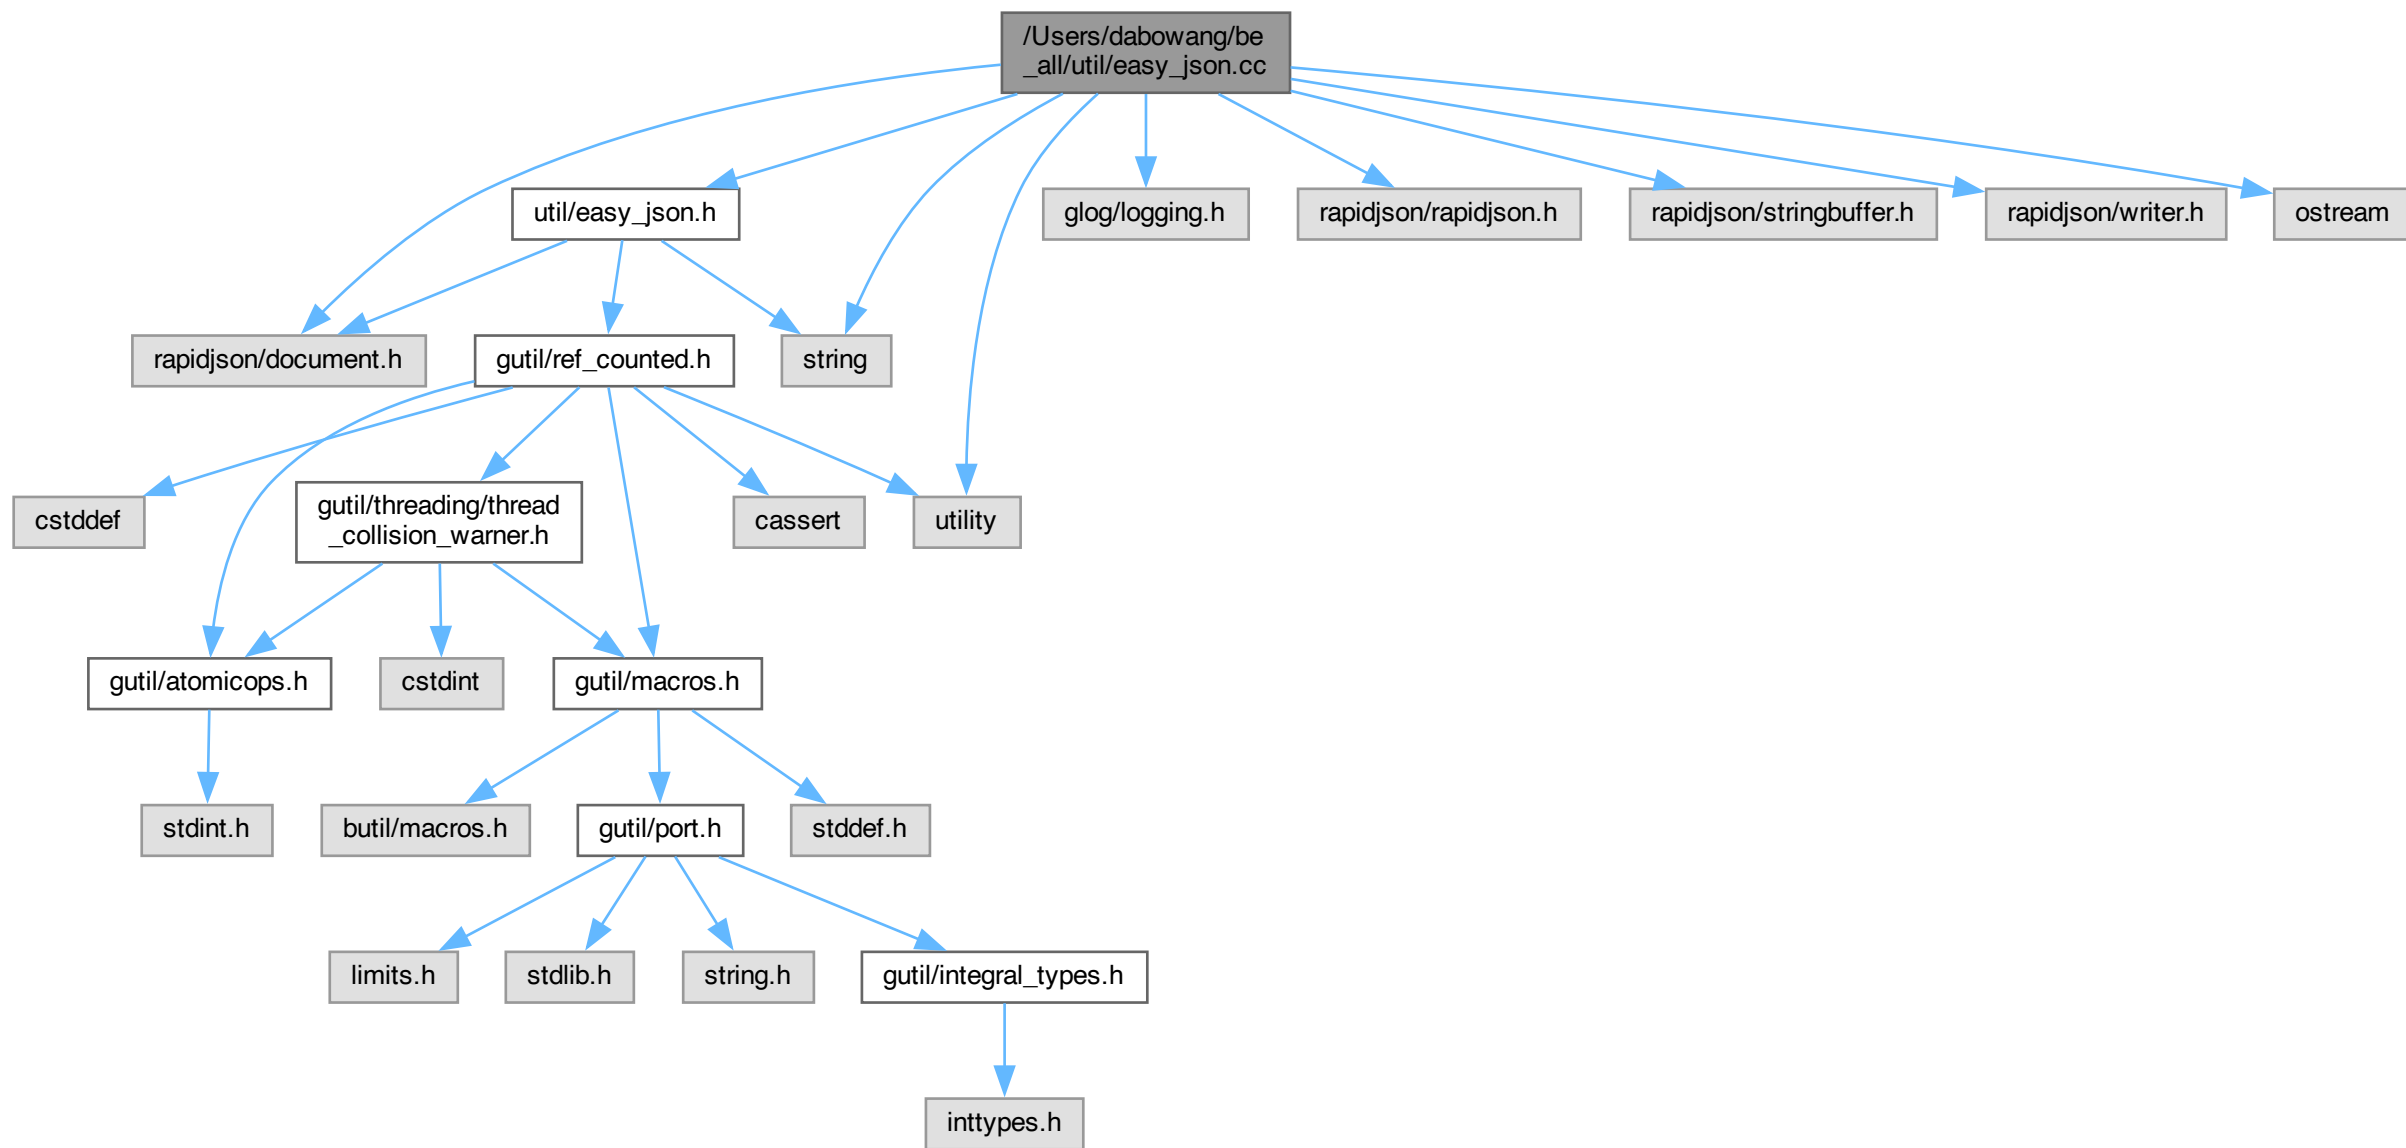 /Users/dabowang/be
_all/util/easy_json.cc
util/easy_json.h
glog/logging.h
rapidjson/rapidjson.h
rapidjson/stringbuffer.h
rapidjson/writer.h
ostream
rapidjson/document.h
gutil/ref_counted.h
string
cstddef
gutil/threading/thread
_collision_warner.h
cassert
utility
gutil/atomicops.h
cstdint
gutil/macros.h
stdint.h
butil/macros.h
gutil/port.h
stddef.h
limits.h
stdlib.h
string.h
gutil/integral_types.h
inttypes.h